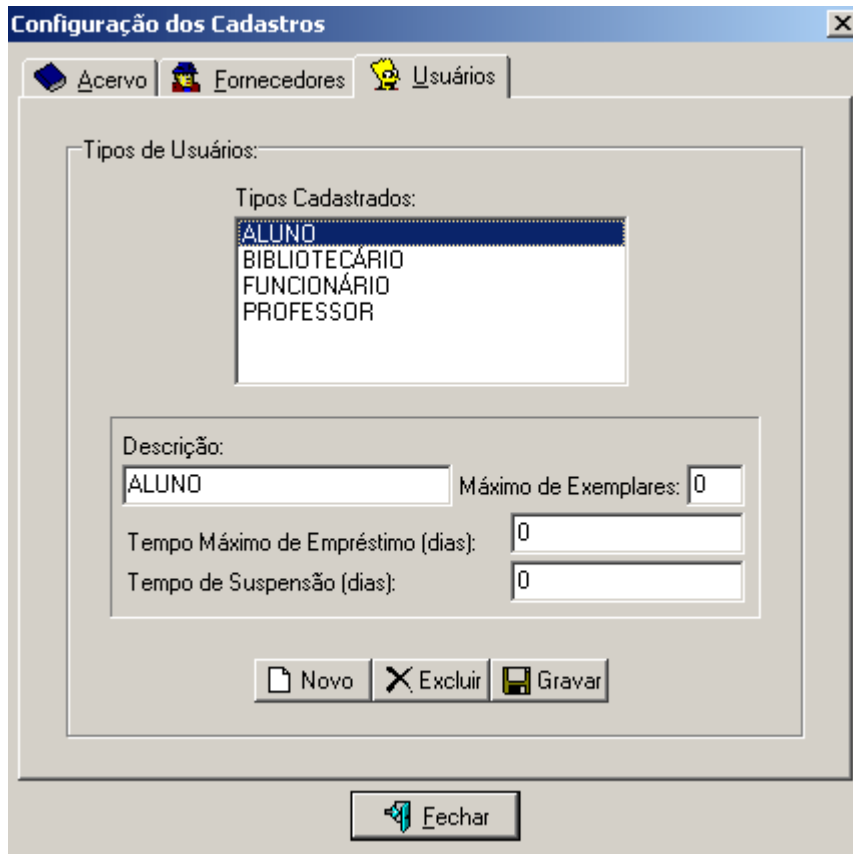 Configuração dos Cadastros
Acervo Fornecedores Usuários
Tipos de Usuários:
Tipos Cadastrados:
ALUNO
BIBLIOTECÁRIO
FUNCIONÁRIO
PROFESSOR
Descrição:
ALUNO Máximo de Exemplares: 0
Tempo Máximo de Empréstimo (dias): 0
Tempo de Suspensão (dias): 0
Novo Excluir Gravar
Fechar